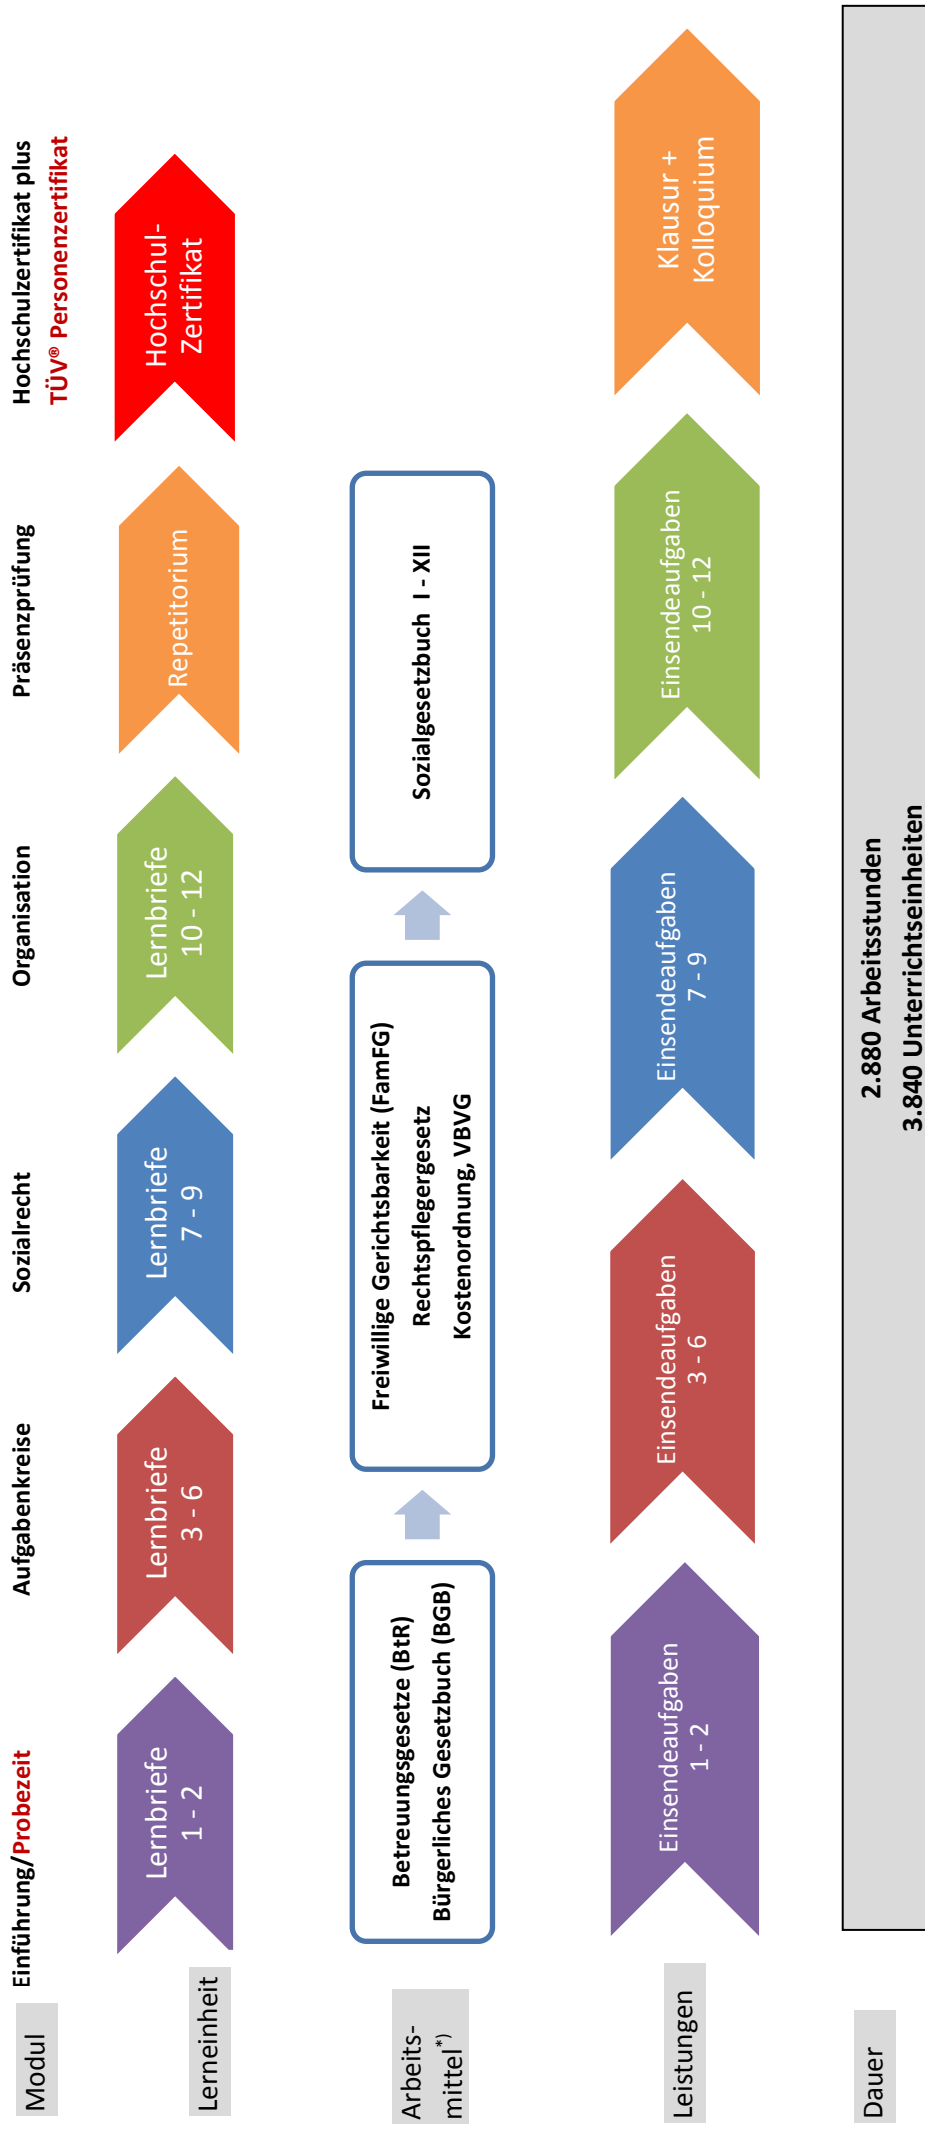 Modul
Einführung/Probezeit
Aufgabenkreise
Sozialrecht
Organisation
Präsenzprüfung
Hochschulzertifikat plus
TÜV® Personenzertifikat
Lerneinheit
Lernbriefe
1 - 2
Lernbriefe
3 - 6
Lernbriefe
7 - 9
Lernbriefe
10 - 12
Repetitorium
Hochschul-
Zertifikat
Arbeits-
mittel*)
Betreuungsgesetze (BtR)
Bürgerliches Gesetzbuch (BGB)
Freiwillige Gerichtsbarkeit (FamFG)
Rechtspflegergesetz
Kostenordnung, VBVG
Sozialgesetzbuch I - XII
Leistungen
Einsendeaufgaben
1 - 2
Einsendeaufgaben
3 - 6
Einsendeaufgaben
7 - 9
Einsendeaufgaben
10 - 12
Klausur +
Kolloquium
Dauer
2.880 Arbeitsstunden
3.840 Unterrichtseinheiten